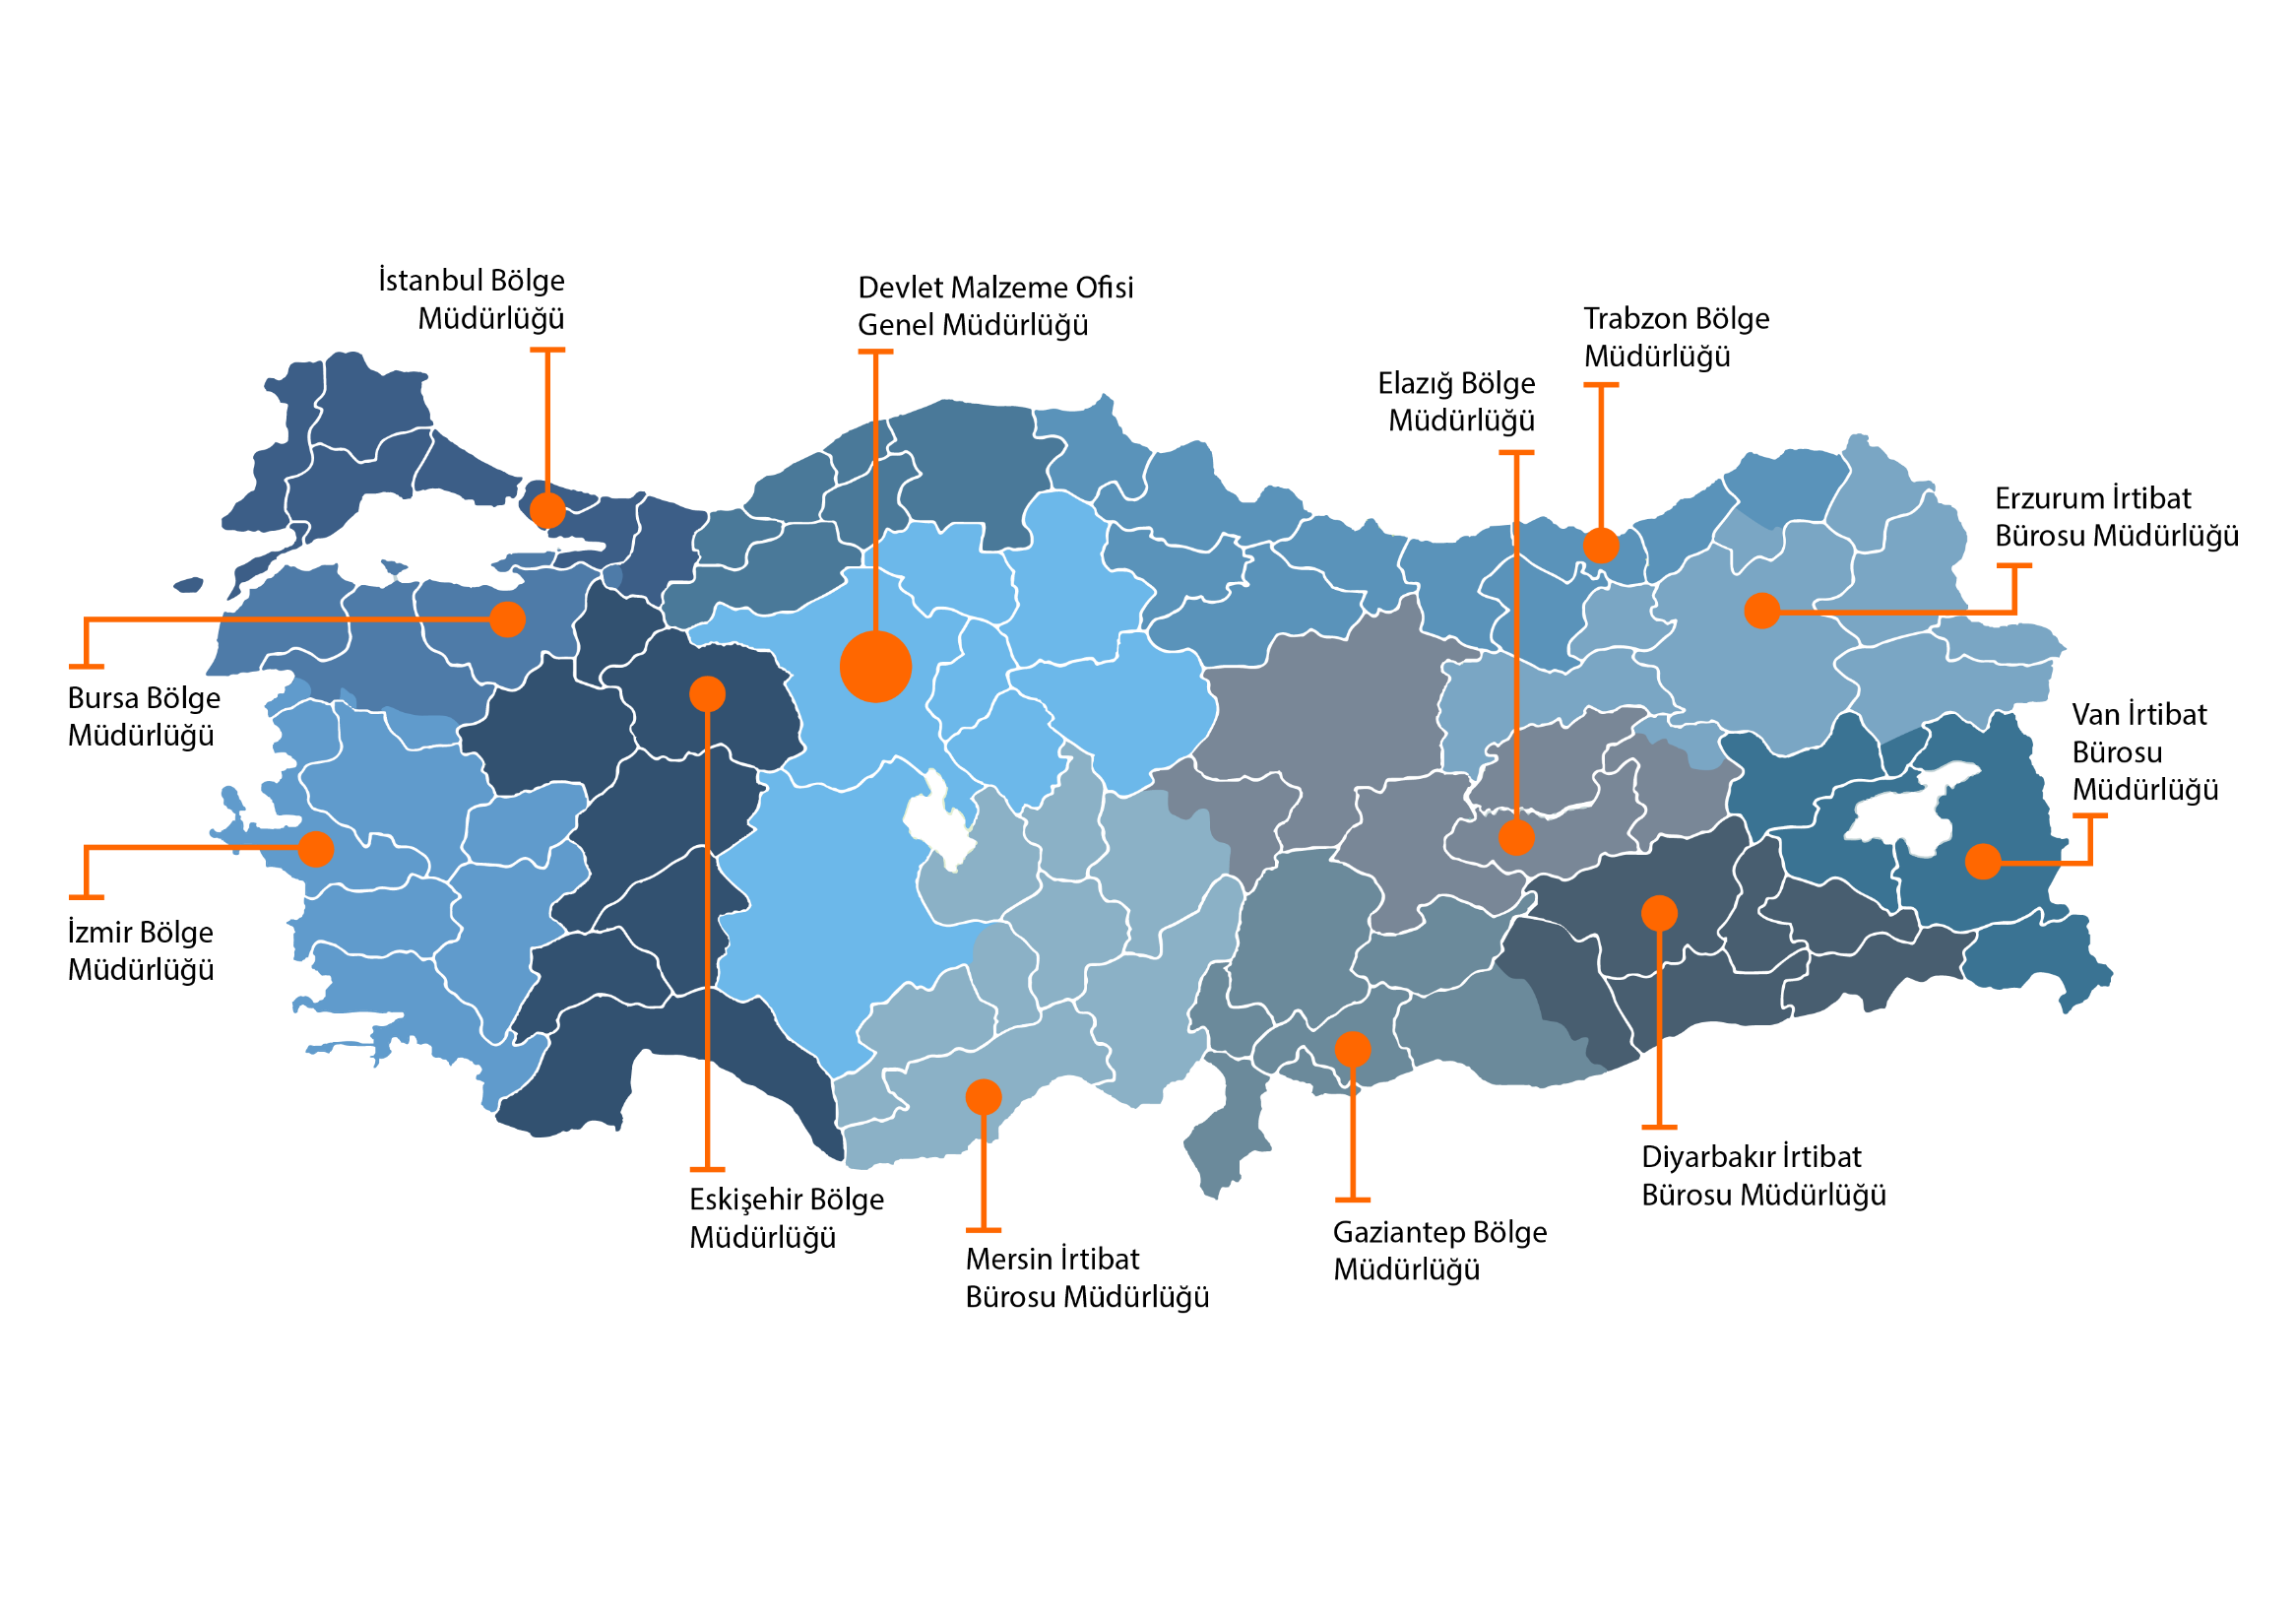 İstanbul Bölge
Müdürlüğü
Devlet Malzeme Ofisi
Genel Müdürlüğü
Trabzon Bölge
Müdürlüğü
Elazığ Bölge
Müdürlüğü
Erzurum İrtibat
Bürosu Müdürlüğü
Bursa Bölge
Müdürlüğü
Van İrtibat
Bürosu
Müdürlüğü
İzmir Bölge
Müdürlüğü
Diyarbakır İrtibat
Bürosu Müdürlüğü
Eskişehir Bölge
Müdürlüğü
Gaziantep Bölge
Müdürlüğü
Mersin İrtibat
Bürosu Müdürlüğü